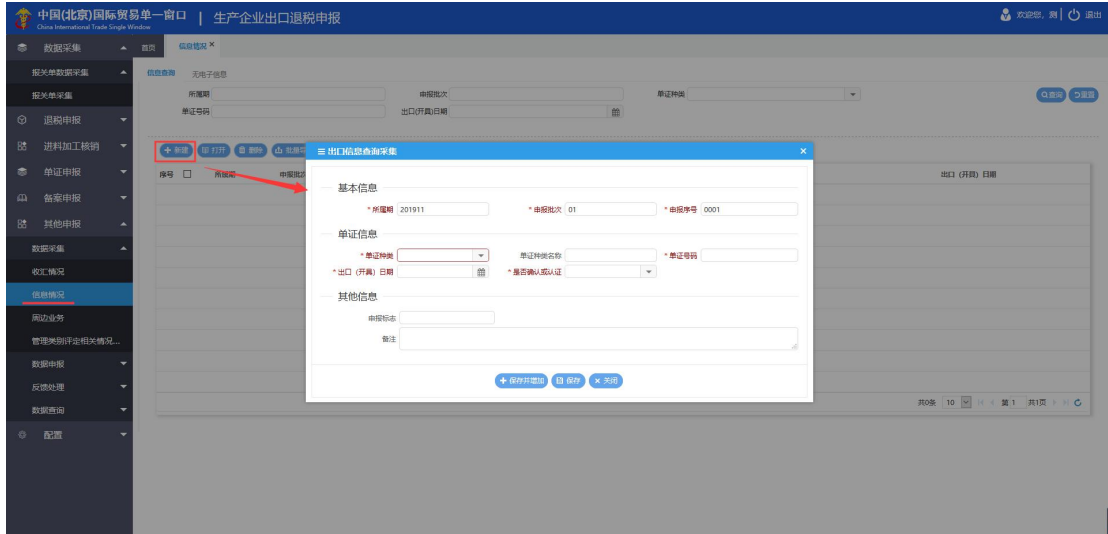 中国(北京)国际贸易单一窗口 | 生产企业出口退税申报
China International Trade Single Window
欢迎您, 测 | 退出
数据采集
报关单数据采集
报关单采集
退税申报
进料加工核销
单证申报
备案申报
其他申报
数据采集
收汇情况
信息情况
周边业务
管理类别评定相关情况...
数据申报
反馈处理
数据查询
配置
首页 信息情况 ×
信息查询 无电子信息
所属期 申报批次 单证种类 查询 重置
单证号码 出口(开具)日期
+ 新建 打开 删除
序号 所属期 申报批次 出口 (开具) 日期
出口信息查询采集 ×
基本信息
* 所属期 201911 * 申报批次 01 * 申报序号 0001
单证信息
* 单证种类 单证种类名称 * 单证号码
* 出口 (开具) 日期 * 是否确认或认证
其他信息
申报标志
备注
+ 保存并增加 保存 × 关闭
共0条 10 第 1 共1页